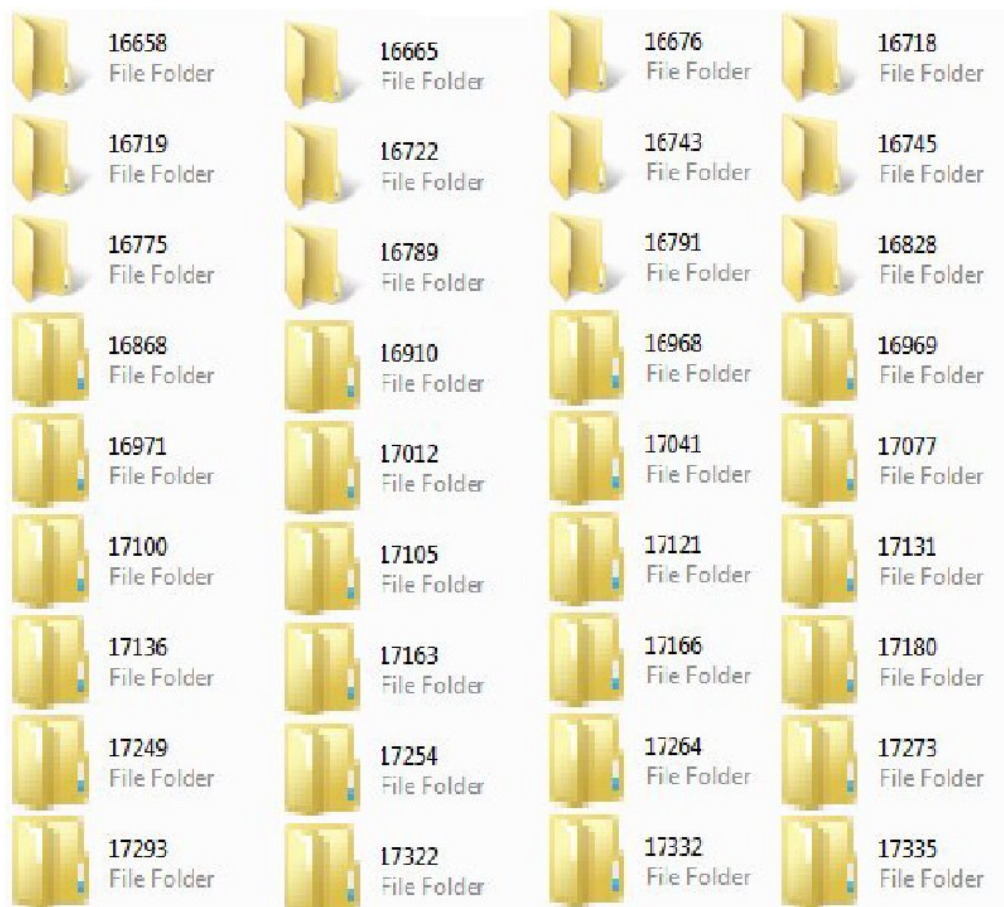 16658
File Folder
16665
File Folder
16676
File Folder
16718
File Folder
16719
File Folder
16722
File Folder
16743
File Folder
16745
File Folder
16775
File Folder
16789
File Folder
16791
File Folder
16828
File Folder
16868
File Folder
16910
File Folder
16968
File Folder
16969
File Folder
16971
File Folder
17012
File Folder
17041
File Folder
17077
File Folder
17100
File Folder
17105
File Folder
17121
File Folder
17131
File Folder
17136
File Folder
17163
File Folder
17166
File Folder
17180
File Folder
17249
File Folder
17254
File Folder
17264
File Folder
17273
File Folder
17293
File Folder
17322
File Folder
17332
File Folder
17335
File Folder